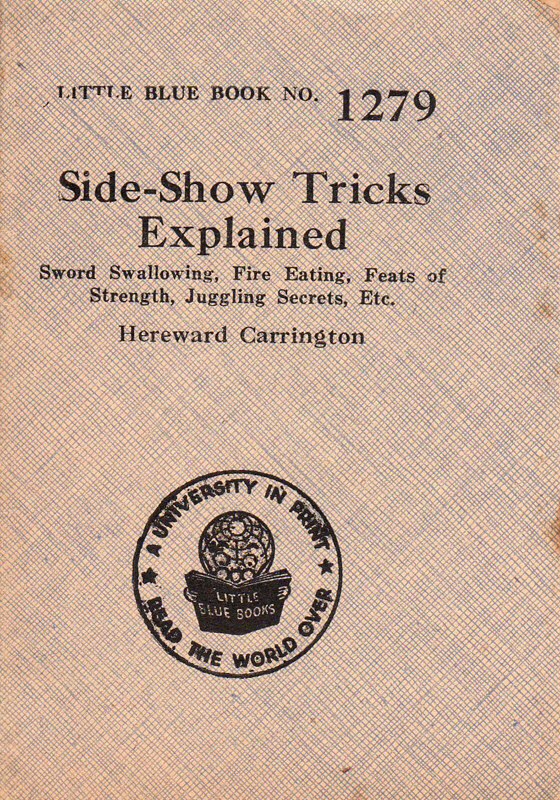 LITTLE BLUE BOOK NO. 1279
Side-Show Tricks
Explained
Sword Swallowing, Fire Eating, Feats of
Strength, Juggling Secrets, Etc.
Hereward Carrington
A UNIVERSITY IN PRINT
LITTLE
BLUE BOOKS
READ THE WORLD OVER